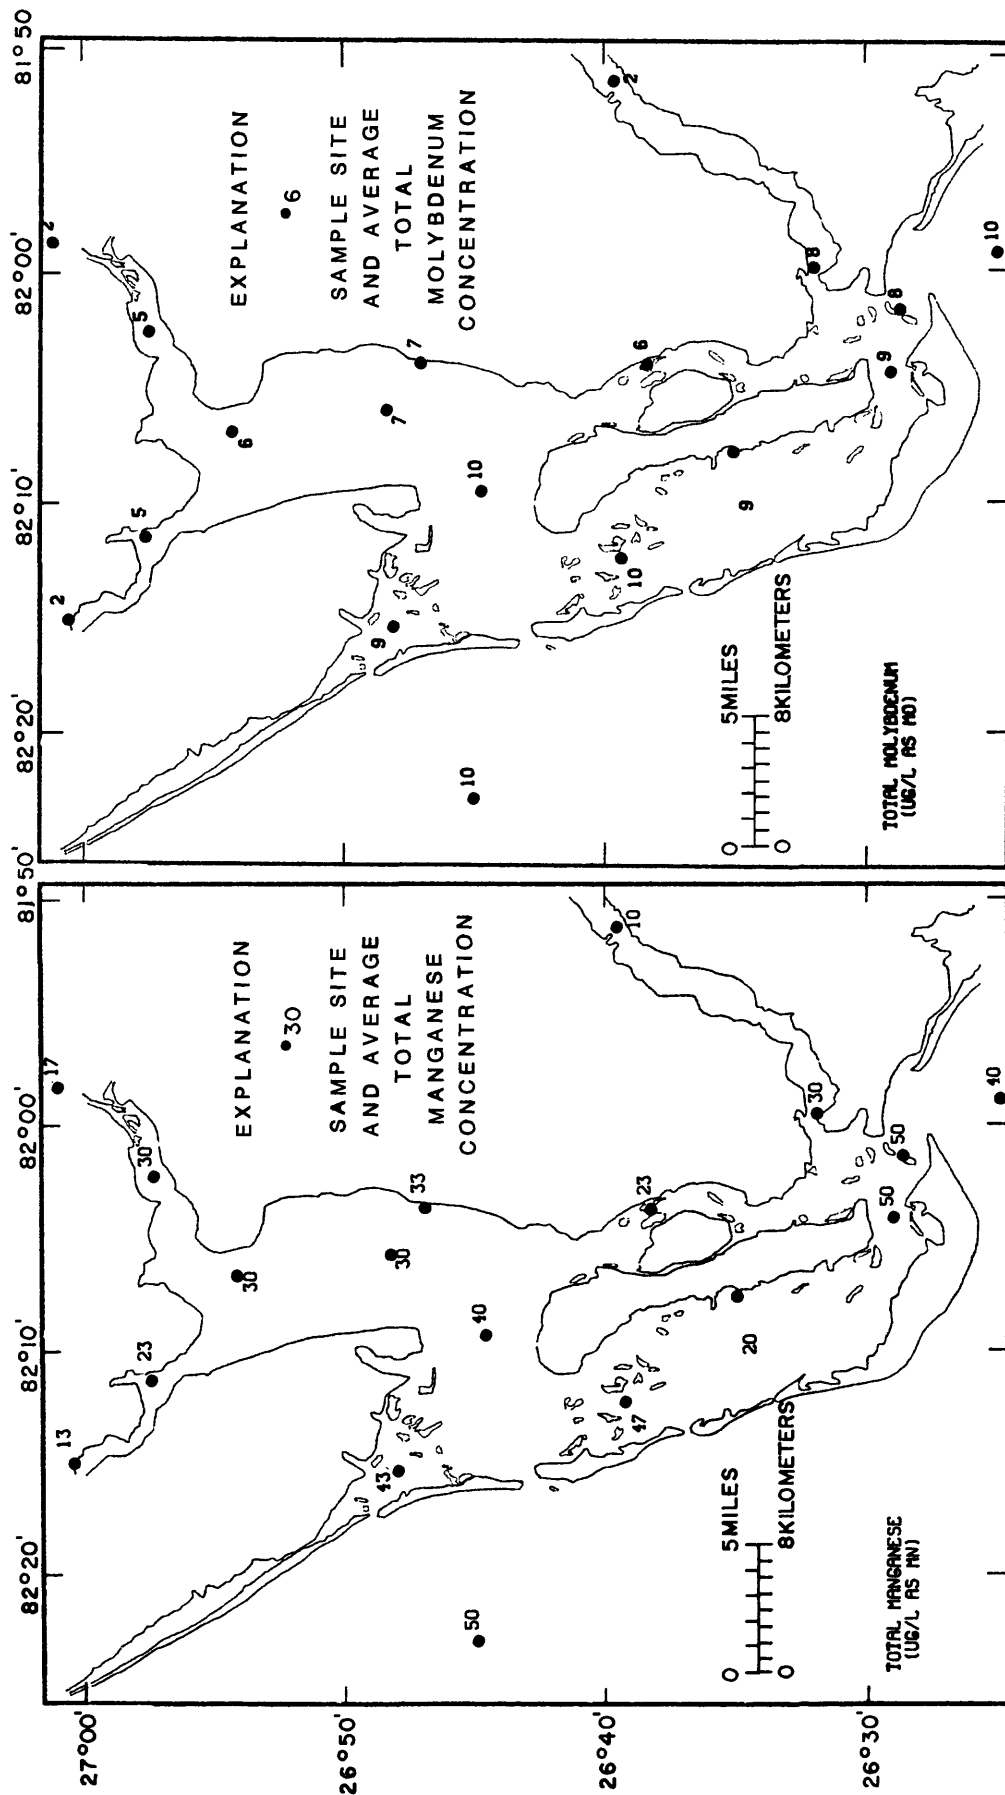 82°20'
82°10'
82°00'
81°50
27°00'
26°50'
26°40'
26°30'
13
23
17
30
30
33
30
40
43
50
47
20
23
10
30
50
50
40
EXPLANATION
30
SAMPLE SITE
AND AVERAGE
TOTAL
MANGANESE
CONCENTRATION
0 5MILES
0 8KILOMETERS
TOTAL MANGANESE
(UG/L AS MN)
50'
82°20'
82°10'
82°00'
81°50
2
5
2
5
6
7
7
10
9
10
10
9
6
2
8
8
9
10
EXPLANATION
6
SAMPLE SITE
AND AVERAGE
TOTAL
MOLYBDENUM
CONCENTRATION
0 5MILES
0 8KILOMETERS
TOTAL MOLYBDENUM
(UG/L AS MO)